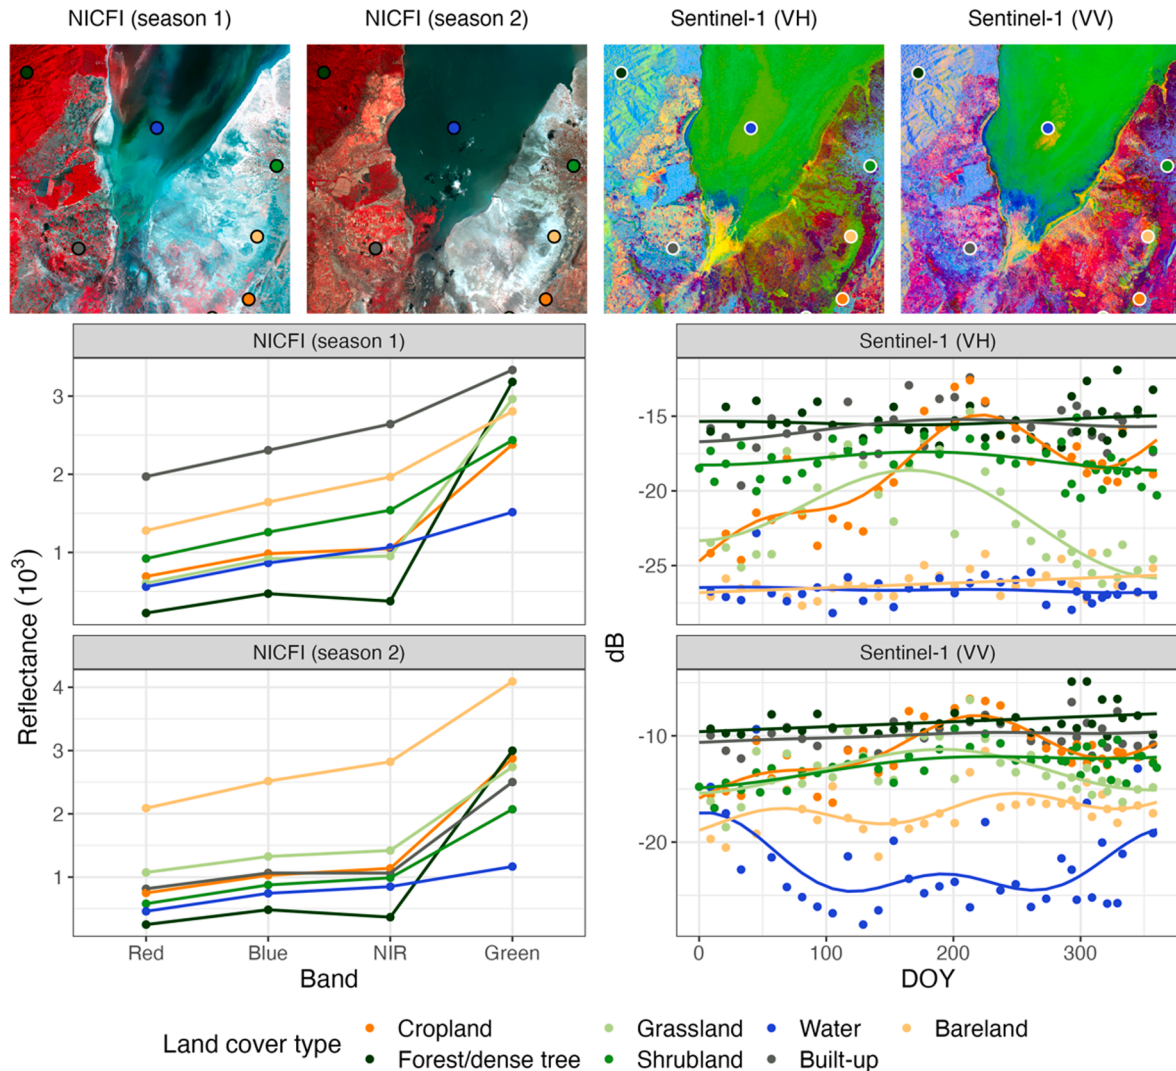 NICFI (season 1)
NICFI (season 2)
Sentinel-1 (VH)
Sentinel-1 (VV)
NICFI (season 1)
3
2
1
NICFI (season 2)
4
3
2
1
Reflectance (10³)
Red
Blue
NIR
Green
Band
Sentinel-1 (VH)
-15
-20
-25
dB
Sentinel-1 (VV)
-10
-20
0
100
200
300
DOY
Land cover type
Cropland
Grassland
Water
Bareland
Forest/dense tree
Shrubland
Built-up